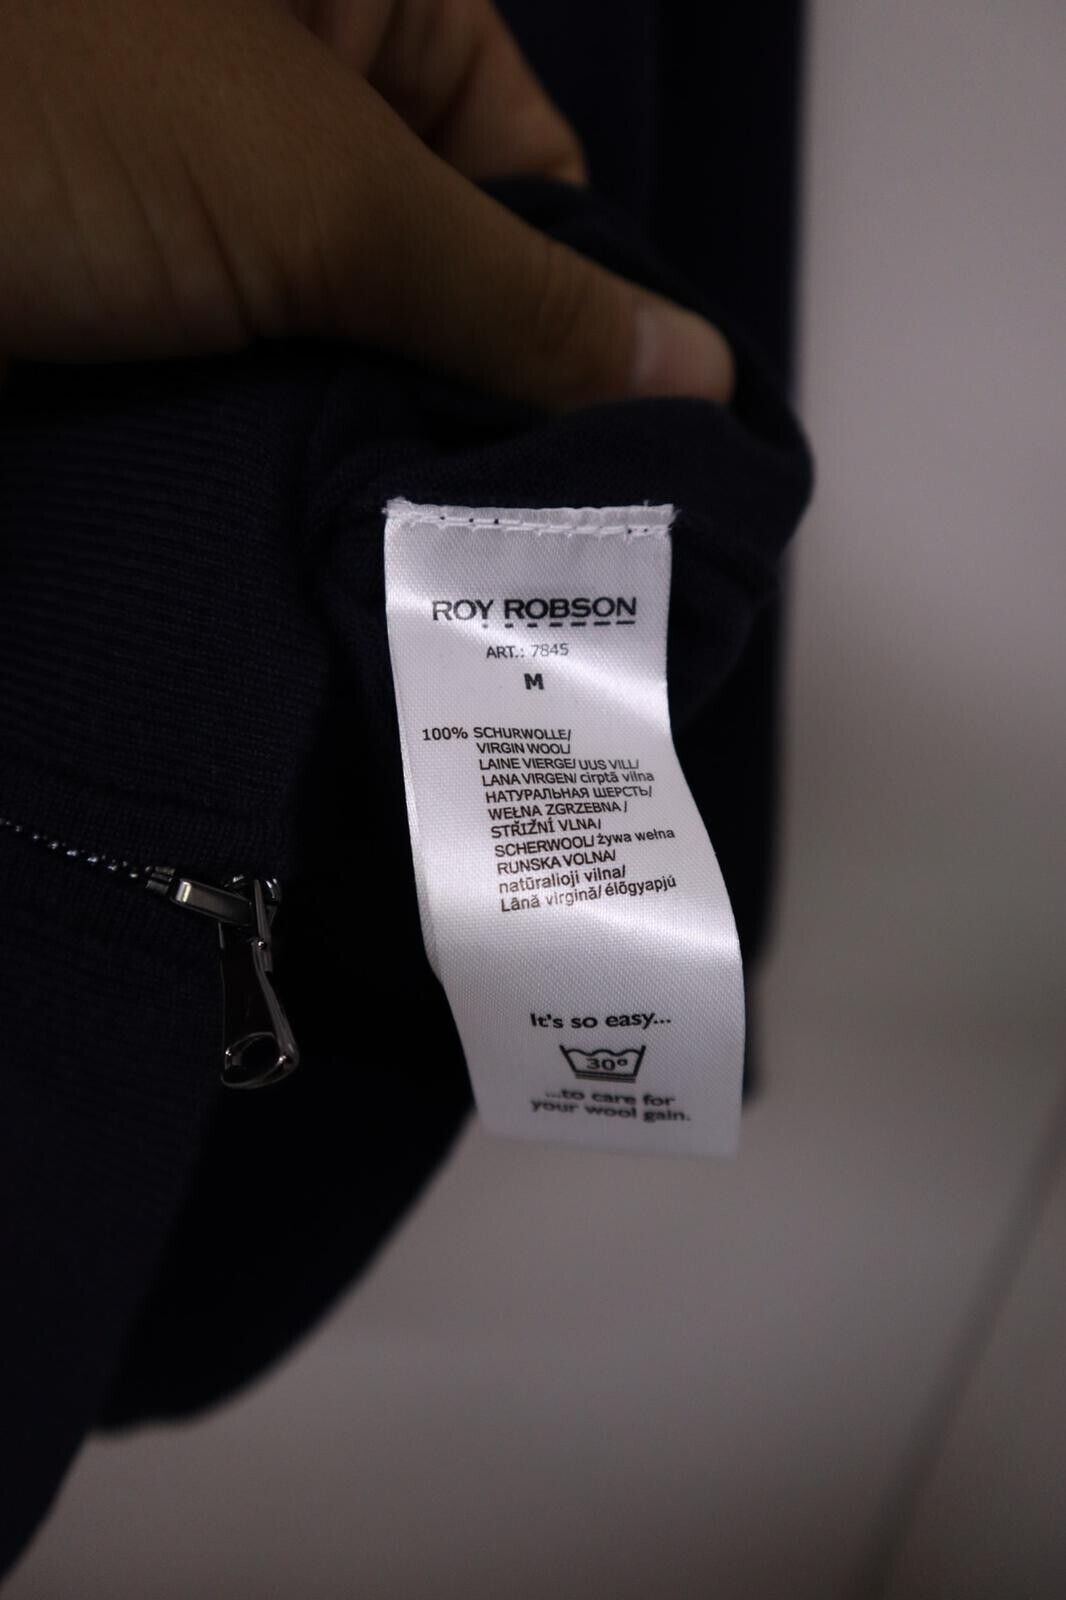 ROY ROBSON
ART.: 7845
M
100% SCHURWOLLE/
VIRGIN WOOL/
LAINE VIERGE/ UUS VILL/
LANA VIRGEN/ cirptā vilna
НАТУРАЛЬНАЯ ШЕРСТЬ/
WEŁNA ZGRZEBNA /
STŘIŽNÍ VLNA/
SCHERWOOL/ żywa wełna
RUNSKA VOLNA/
natūralioji vilna/
Lână virgină/ élőgyapjú
It's so easy...
30°
...to care for
your wool gain.